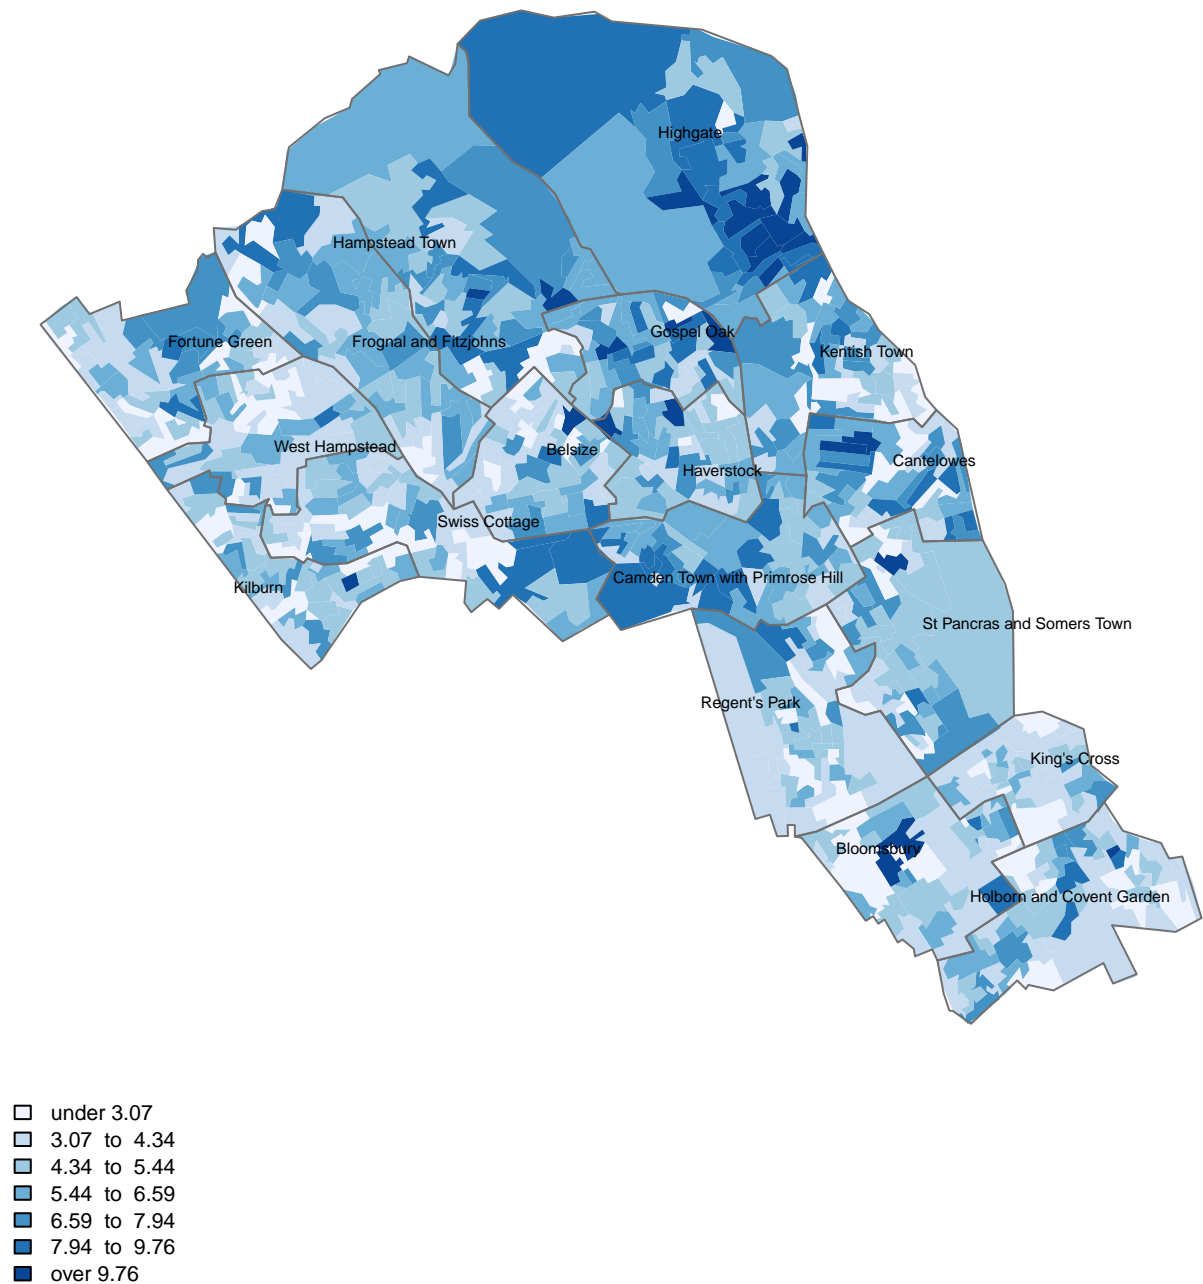 Highgate
Hampstead Town
Gospel Oak
Fortune Green
Frognal and Fitzjohns
Kentish Town
West Hampstead
Belsize
Haverstock
Cantelowes
Swiss Cottage
Kilburn
Camden Town with Primrose Hill
St Pancras and Somers Town
Regent's Park
King's Cross
Bloomsbury
Holborn and Covent Garden
under 3.07
3.07 to 4.34
4.34 to 5.44
5.44 to 6.59
6.59 to 7.94
7.94 to 9.76
over 9.76